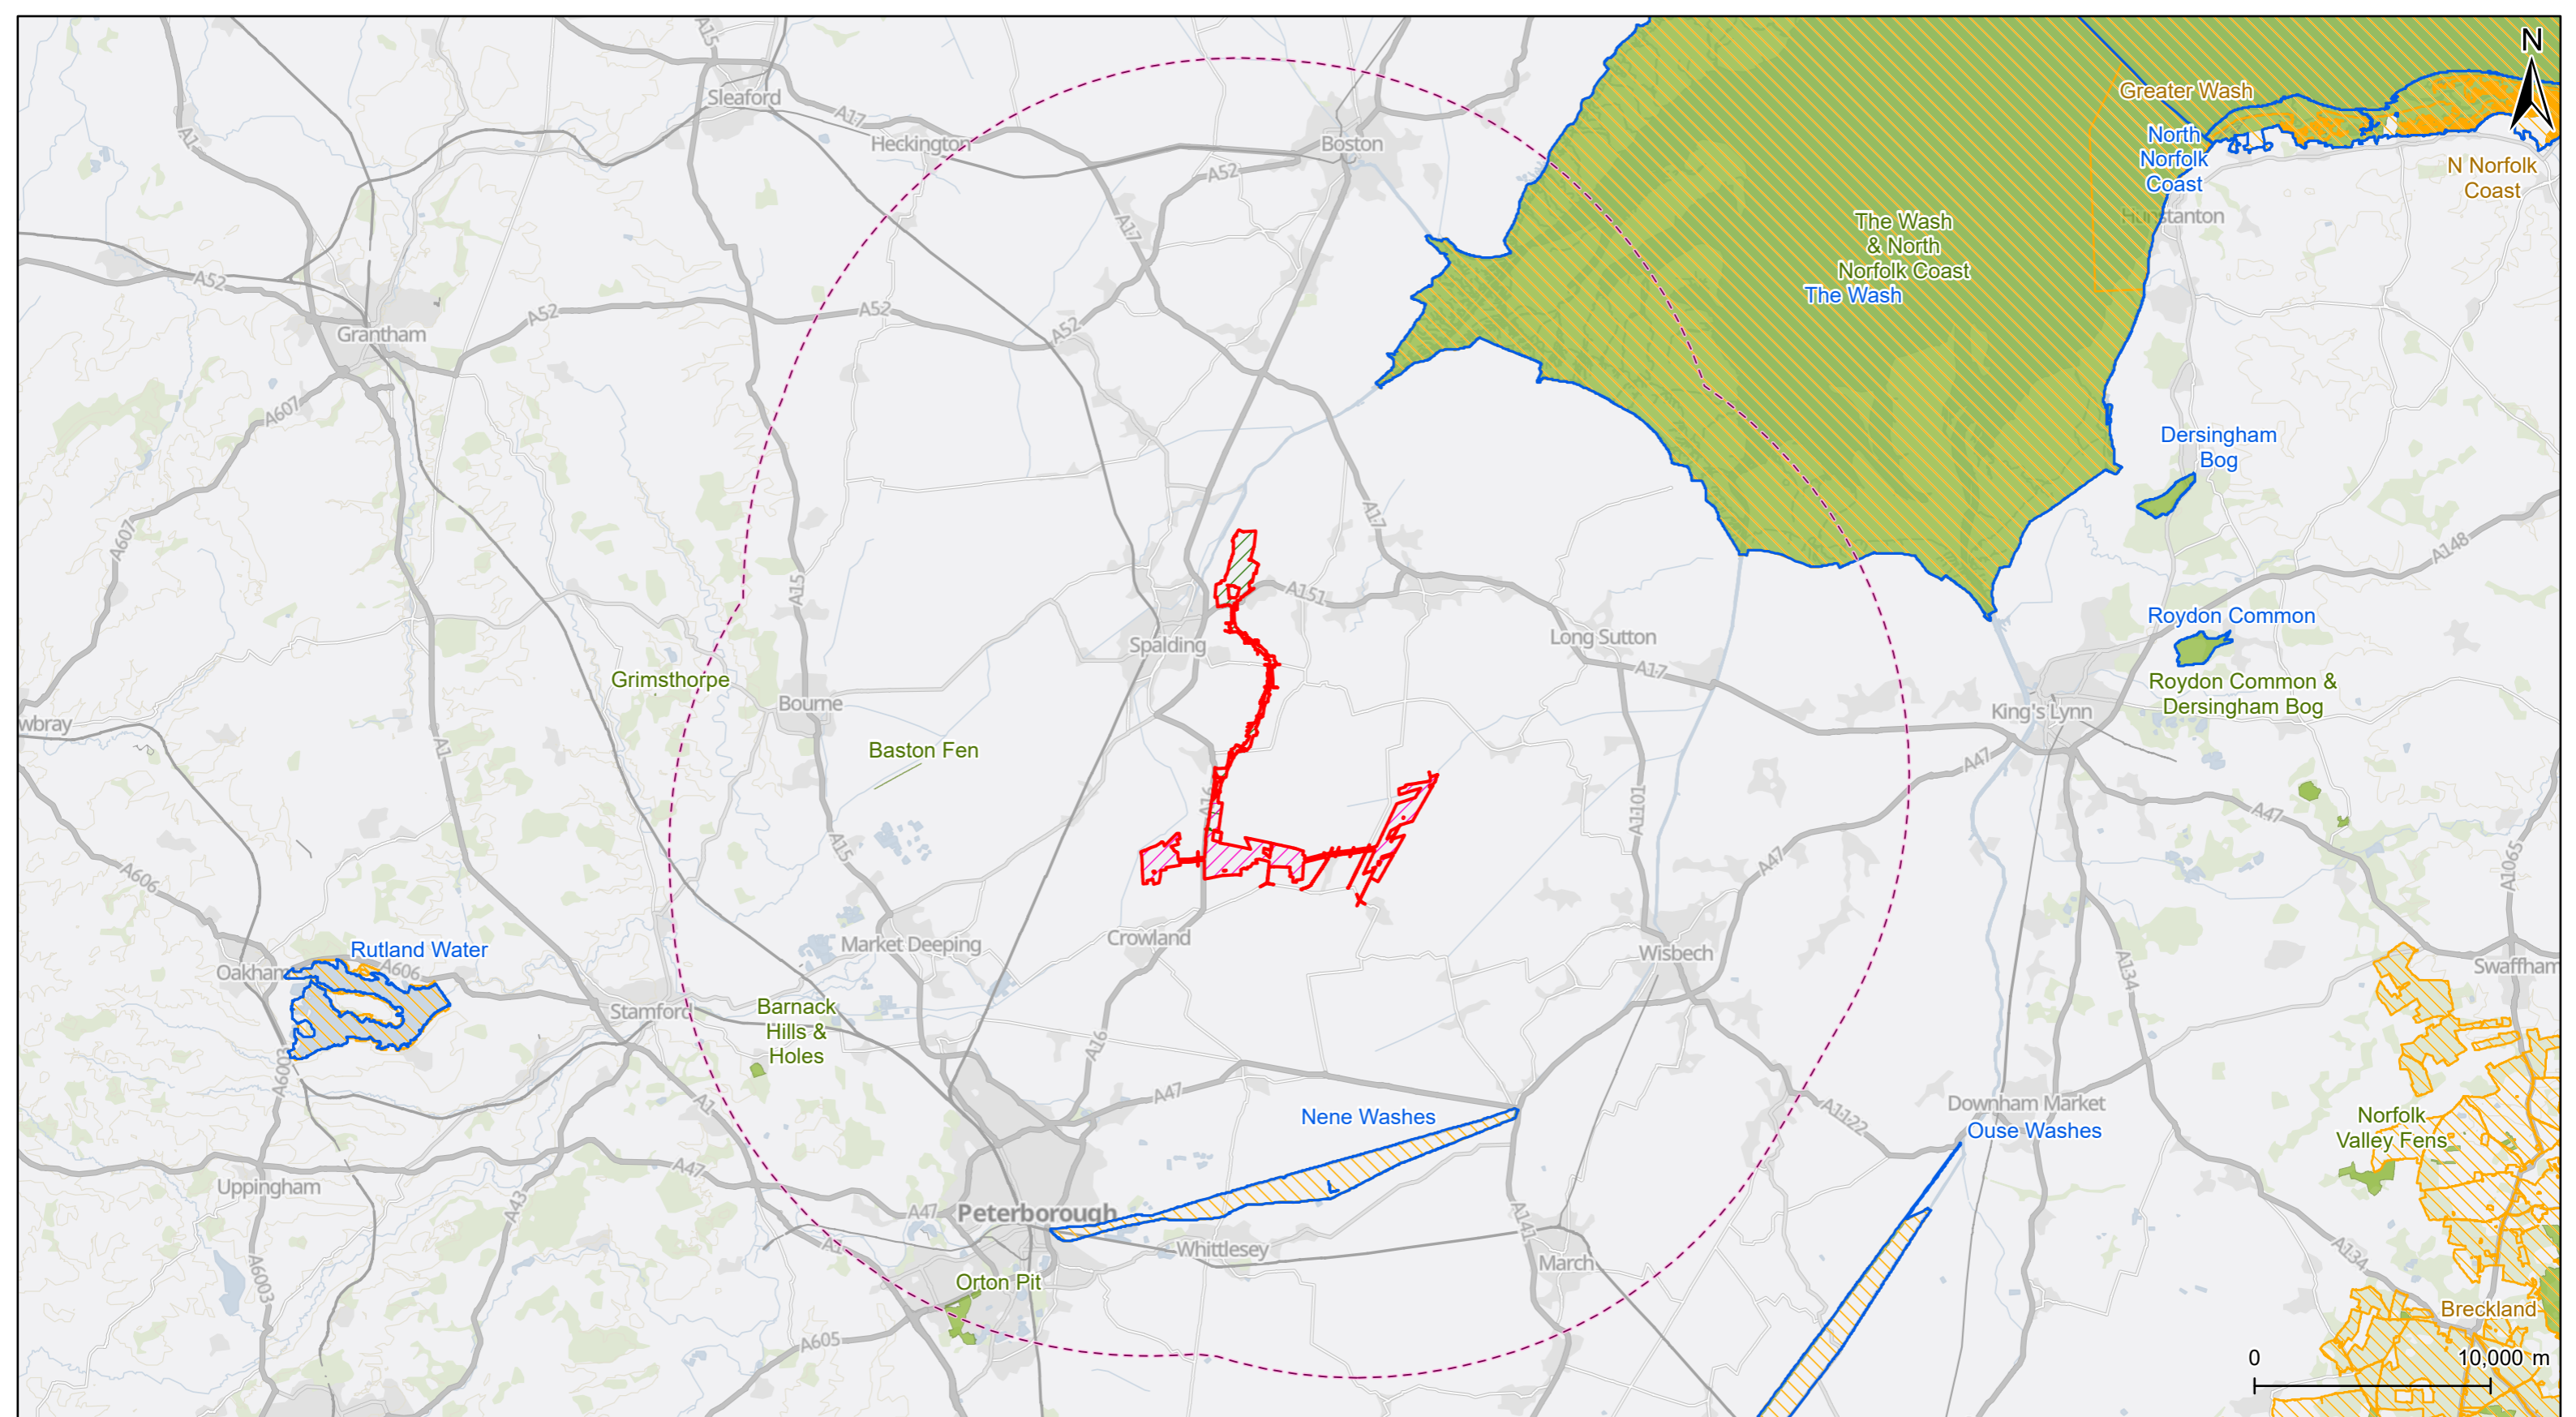 N
A15
Sleaford
A17
Heckington
Boston
A1
A52
A17
Greater Wash
North
Norfolk
Coast
N Norfolk
Coast
Hunstanton
The Wash
& North
Norfolk Coast
The Wash
A52
A52
A52
A52
Grantham
A607
Dersingham
Bog
A607
A17
A148
A15
A151
Spalding
Long Sutton
A17
Roydon Common
Roydon Common &
Dersingham Bog
King's Lynn
Grimsthorpe
Bourne
wbray
A1
Baston Fen
A47
A16
A1101
A47
A15
A47
A1065
A606
Market Deeping
Crowland
Wisbech
Rutland Water
A606
Oakham
Stamford
A134
Swaffham
Barnack
Hills &
Holes
A16
A6003
A1
A47
Nene Washes
A1122
Downham Market
Ouse Washes
Norfolk
Valley Fens
A47
Uppingham
A43
A47
Peterborough
A1
Whittlesey
A141
March
A134
A6003
Orton Pit
A605
Breckland
0
10,000 m